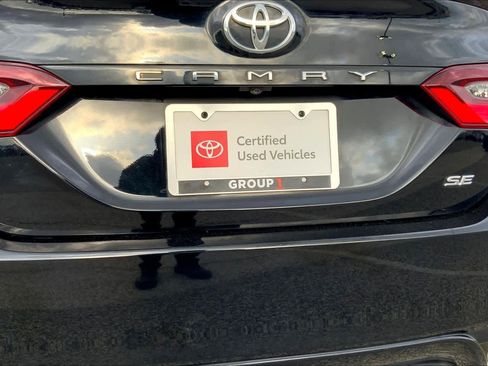 CAMRY
Certified
Used Vehicles
GROUP 1
SE